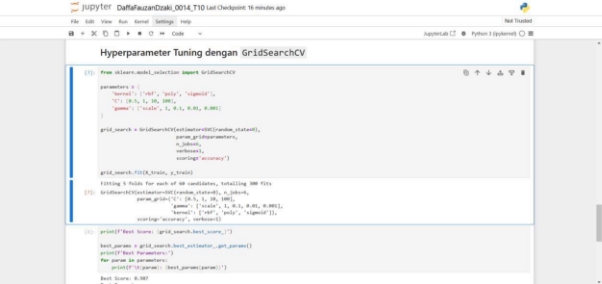 jupyter DaffaFauzanDzaki_0014_T10 Last Checkpoint: 16 minutes ago
File Edit View Run Kernel Settings Help Not Trusted
Code JupyterLab Python 3 (ipykernel)
Hyperparameter Tuning dengan GridSearchCV
[7]: from sklearn.model_selection import GridSearchCV
parameters = {
'kernel': ['rbf', 'poly', 'sigmoid'],
'C': [0.5, 1, 10, 100],
'gamma': ['scale', 1, 0.1, 0.01, 0.001]
}
grid_search = GridSearchCV(estimator=SVC(random_state=0),
param_grid=parameters,
n_jobs=6,
verbose=1,
scoring='accuracy')
grid_search.fit(X_train, y_train)
Fitting 5 folds for each of 60 candidates, totalling 300 fits
[7]: GridSearchCV(estimator=SVC(random_state=0), n_jobs=6,
param_grid={'C': [0.5, 1, 10, 100],
'gamma': ['scale', 1, 0.1, 0.01, 0.001],
'kernel': ['rbf', 'poly', 'sigmoid']},
scoring='accuracy', verbose=1)
print(f'Best Score: {grid_search.best_score_}')
best_params = grid_search.best_estimator_.get_params()
print(f'Best Parameters:')
for param in parameters:
print(f'\t{param}: {best_params[param]}')
Best Score: 0.987